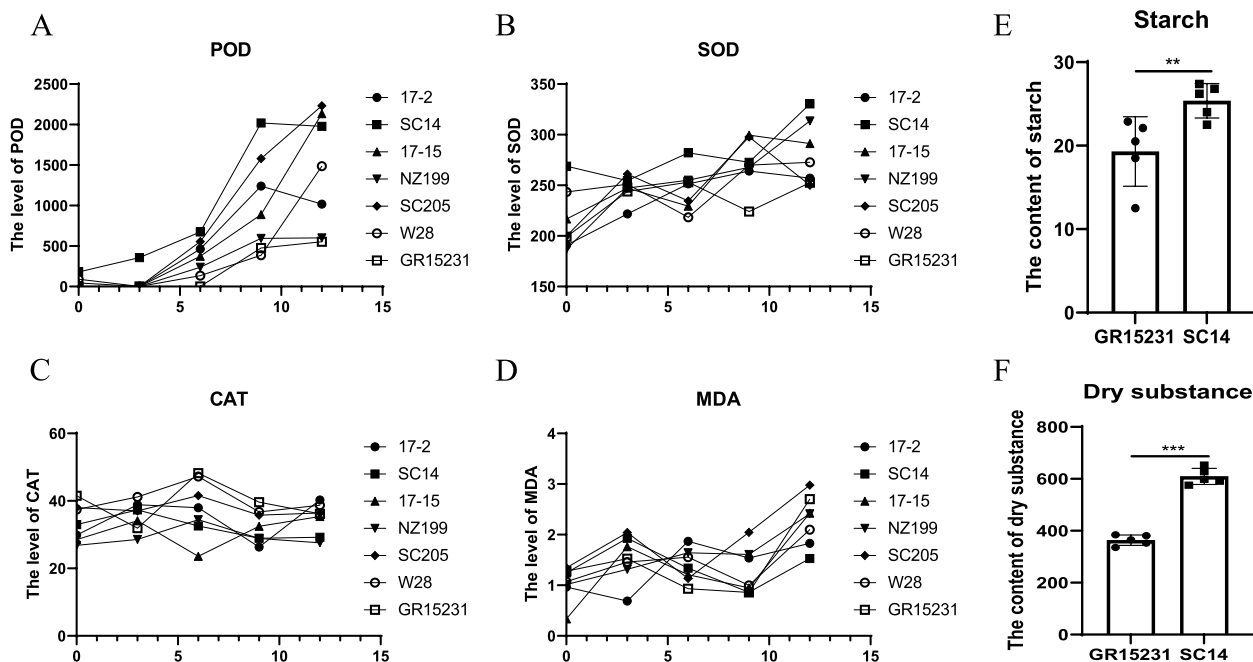 A
POD
The level of POD
2500
2000
1500
1000
500
0
0 5 10 15
17-2
SC14
17-15
NZ199
SC205
W28
GR15231
B
SOD
The level of SOD
350
300
250
200
150
0 5 10 15
17-2
SC14
17-15
NZ199
SC205
W28
GR15231
E
Starch
The content of starch
30
20
10
0
**
GR15231 SC14
C
CAT
The level of CAT
60
40
20
0
0 5 10 15
17-2
SC14
17-15
NZ199
SC205
W28
GR15231
D
MDA
The level of MDA
4
3
2
1
0
0 5 10 15
17-2
SC14
17-15
NZ199
SC205
W28
GR15231
F
Dry substance
The content of dry substance
800
600
400
200
0
***
GR15231 SC14